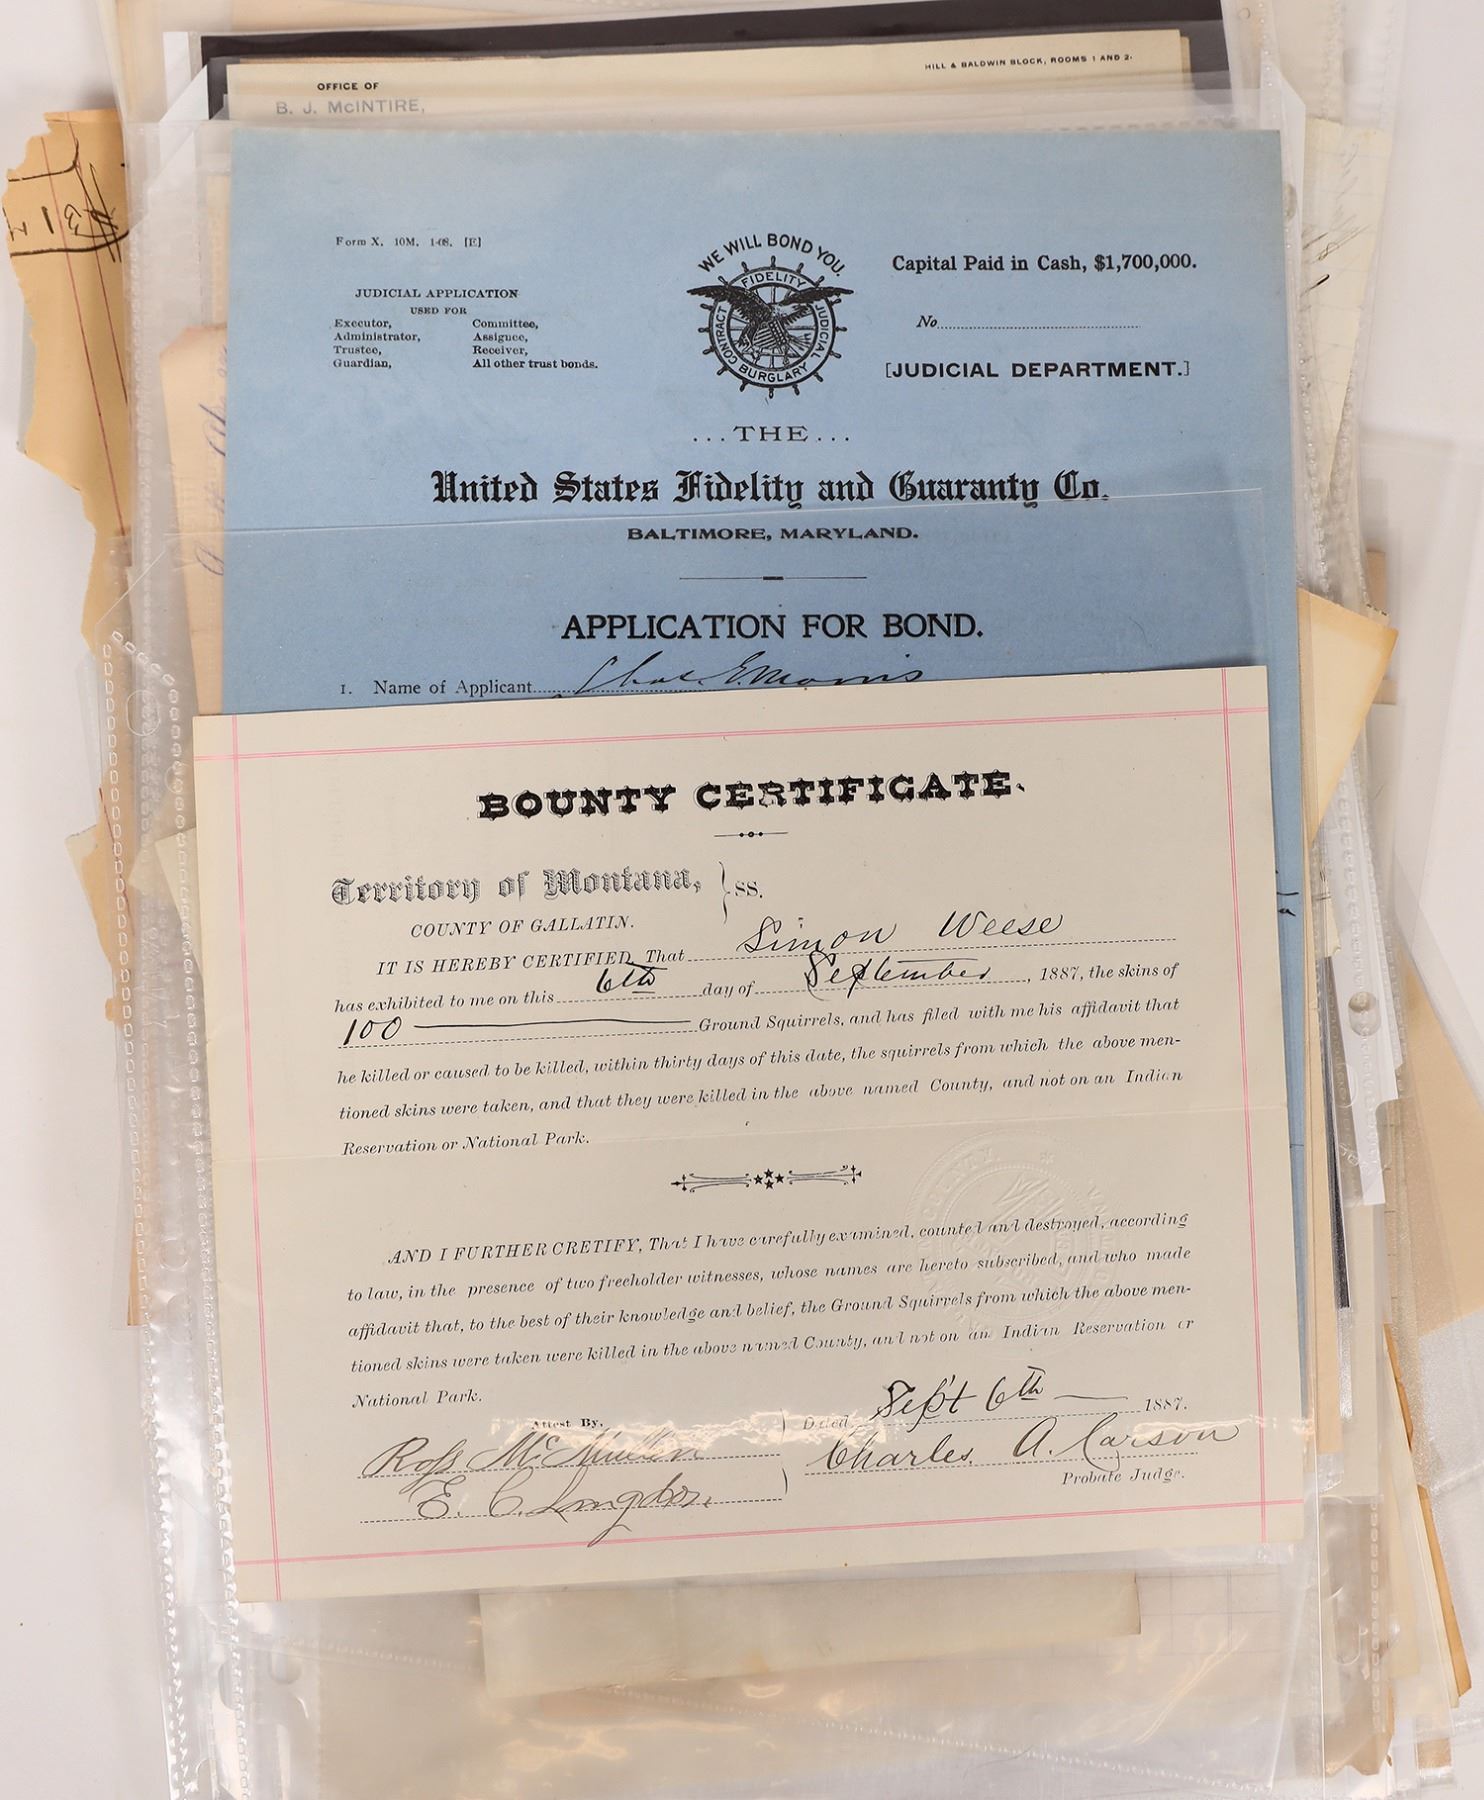 HILL & BALDWIN BLOCK, ROOMS 1 AND 2.
OFFICE OF
B. J. McINTIRE,
Form X. 10M. 1-08. [E]
JUDICIAL APPLICATION
USED FOR
Executor, Committee,
Administrator, Assignee,
Trustee, Receiver,
Guardian, All other trust bonds.
WE WILL BOND YOU.
FIDELITY
JUDICIAL
BURGLARY
CONTRACT
Capital Paid in Cash, $1,700,000.
No.
[JUDICIAL DEPARTMENT.]
...THE...
United States Fidelity and Guaranty Co.
BALTIMORE, MARYLAND.
APPLICATION FOR BOND.
1. Name of Applicant Chas. E. Morris
BOUNTY CERTIFICATE.
Territory of Montana, } SS.
COUNTY OF GALLATIN.
IT IS HEREBY CERTIFIED, That Simon Weese
has exhibited to me on this 6th day of September, 1887, the skins of
100 Ground Squirrels, and has filed with me his affidavit that
he killed or caused to be killed, within thirty days of this date, the squirrels from which the above men-
tioned skins were taken, and that they were killed in the above named County, and not on an Indian
Reservation or National Park.
AND I FURTHER CRETIFY, That I have carefully examined, counted and destroyed, according
to law, in the presence of two freeholder witnesses, whose names are hereto subscribed, and who made
affidavit that, to the best of their knowledge and belief, the Ground Squirrels from which the above men-
tioned skins were taken were killed in the above named County, and not on an Indian Reservation or
National Park.
Attest By. Dated, Sept 6th 1887.
Ross McMullen Charles A. Carson
E. C. Langdon Probate Judge.